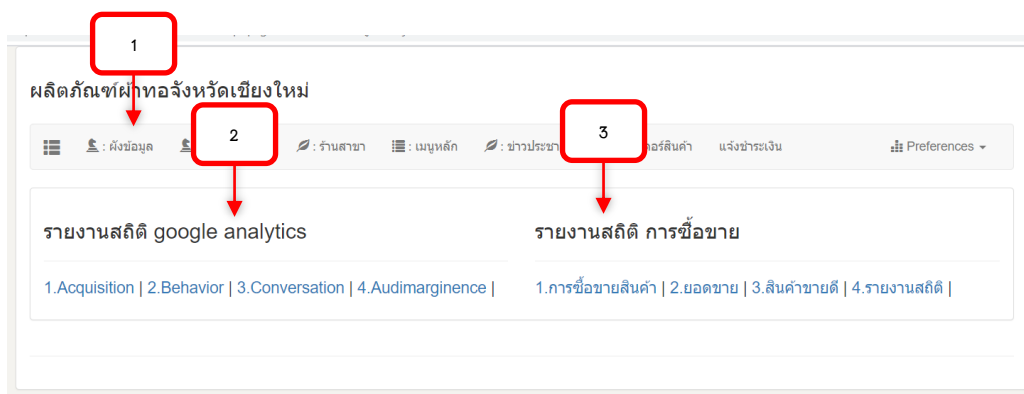 1
ผลิตภัณฑ์ผ้าทอจังหวัดเชียงใหม่
2
3
: ผังข้อมูล : ร้านสาขา : เมนูหลัก : ข่าวประชา อร์สินค้า แจ้งชำระเงิน Preferences
รายงานสถิติ google analytics
1.Acquisition | 2.Behavior | 3.Conversation | 4.Audimarginence |
รายงานสถิติ การซื้อขาย
1.การซื้อขายสินค้า | 2.ยอดขาย | 3.สินค้าขายดี | 4.รายงานสถิติ |